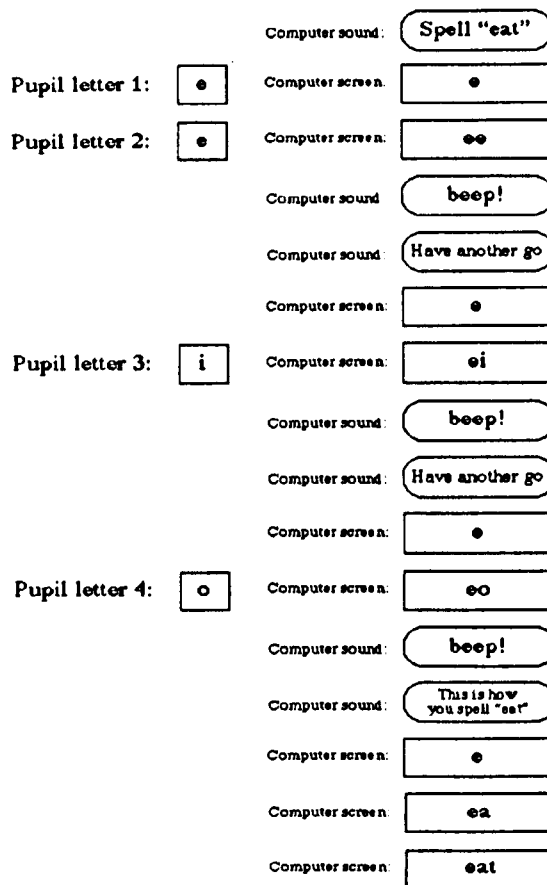 Computer sound: Spell "eat"
Pupil letter 1: e Computer screen: e
Pupil letter 2: e Computer screen: ee
Computer sound beep!
Computer sound: Have another go
Computer screen: e
Pupil letter 3: i Computer screen: ei
Computer sound: beep!
Computer sound: Have another go
Computer screen: e
Pupil letter 4: o Computer screen: eo
Computer sound: beep!
Computer sound: This is how
you spell "eat"
Computer screen: e
Computer screen: ea
Computer screen: eat